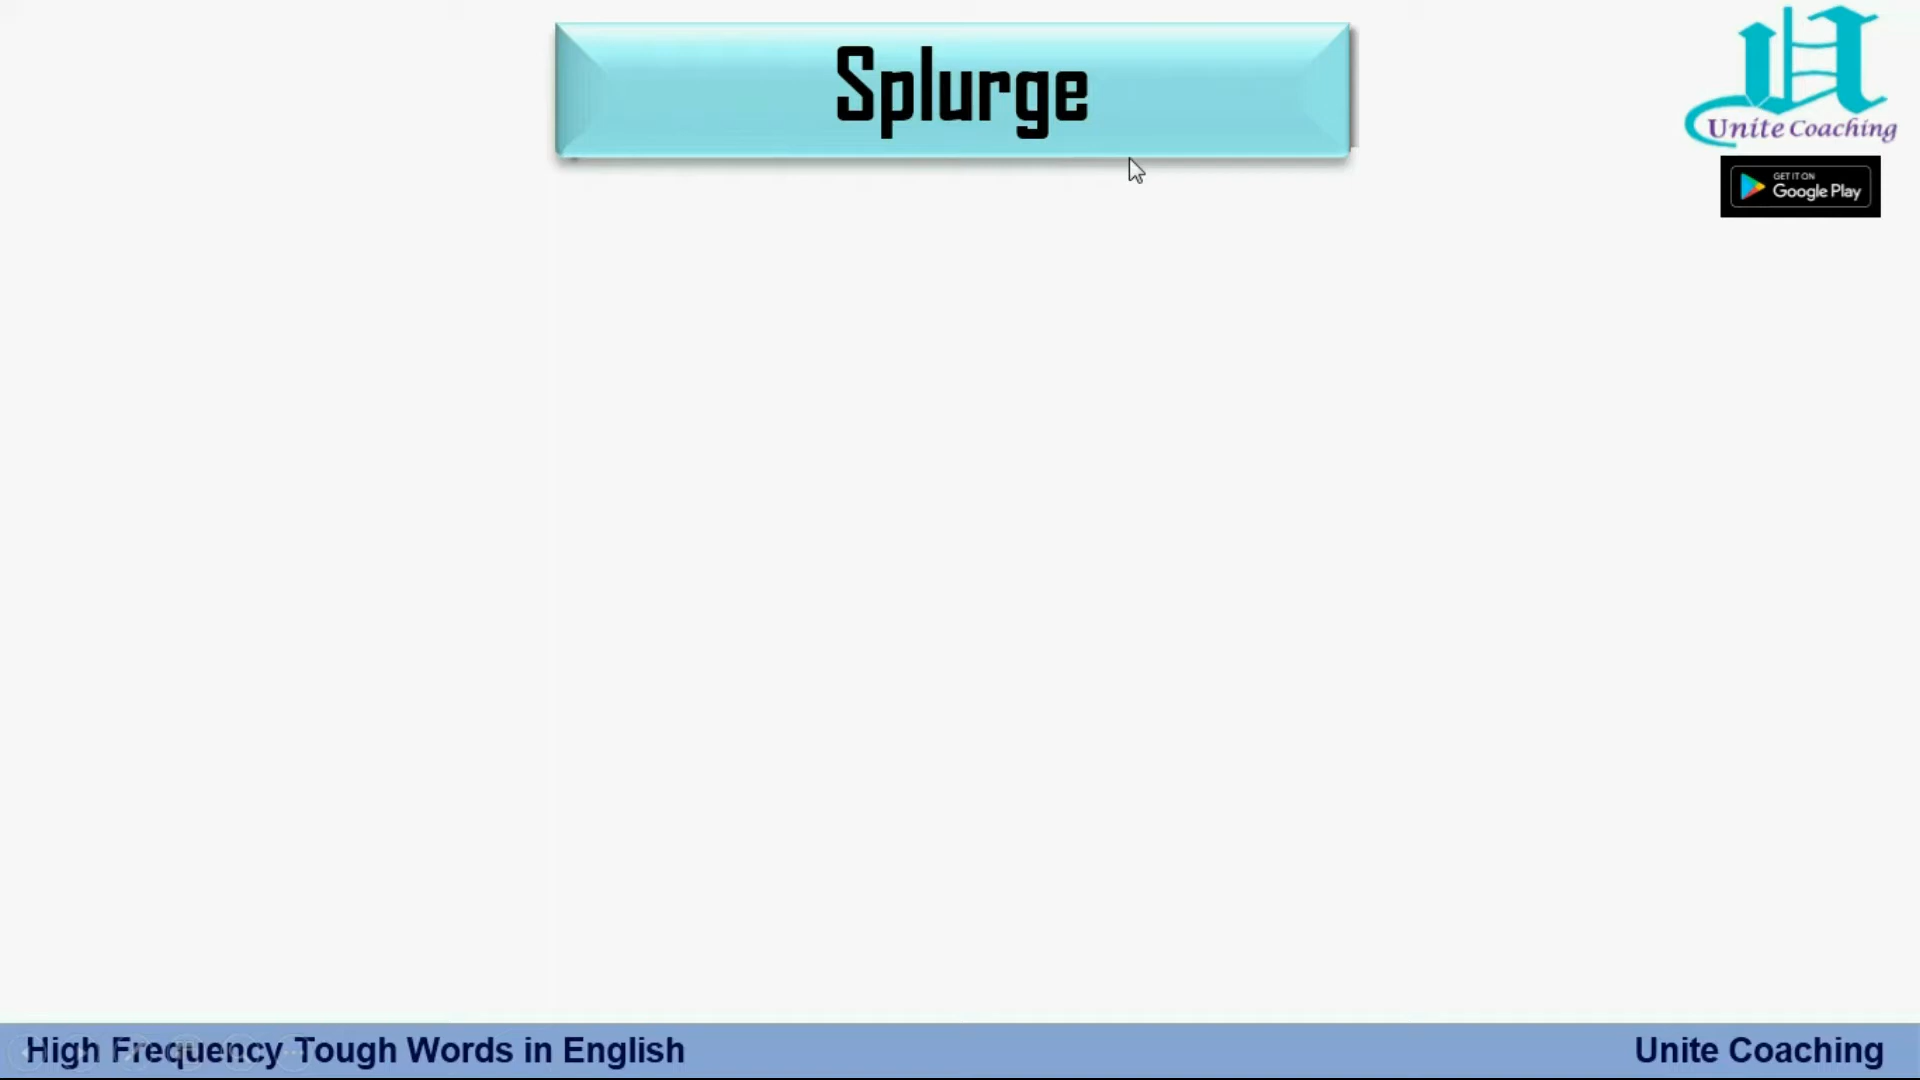 Splurge
Unite Coaching
GET IT ON
Google Play
High Frequency Tough Words in English
Unite Coaching